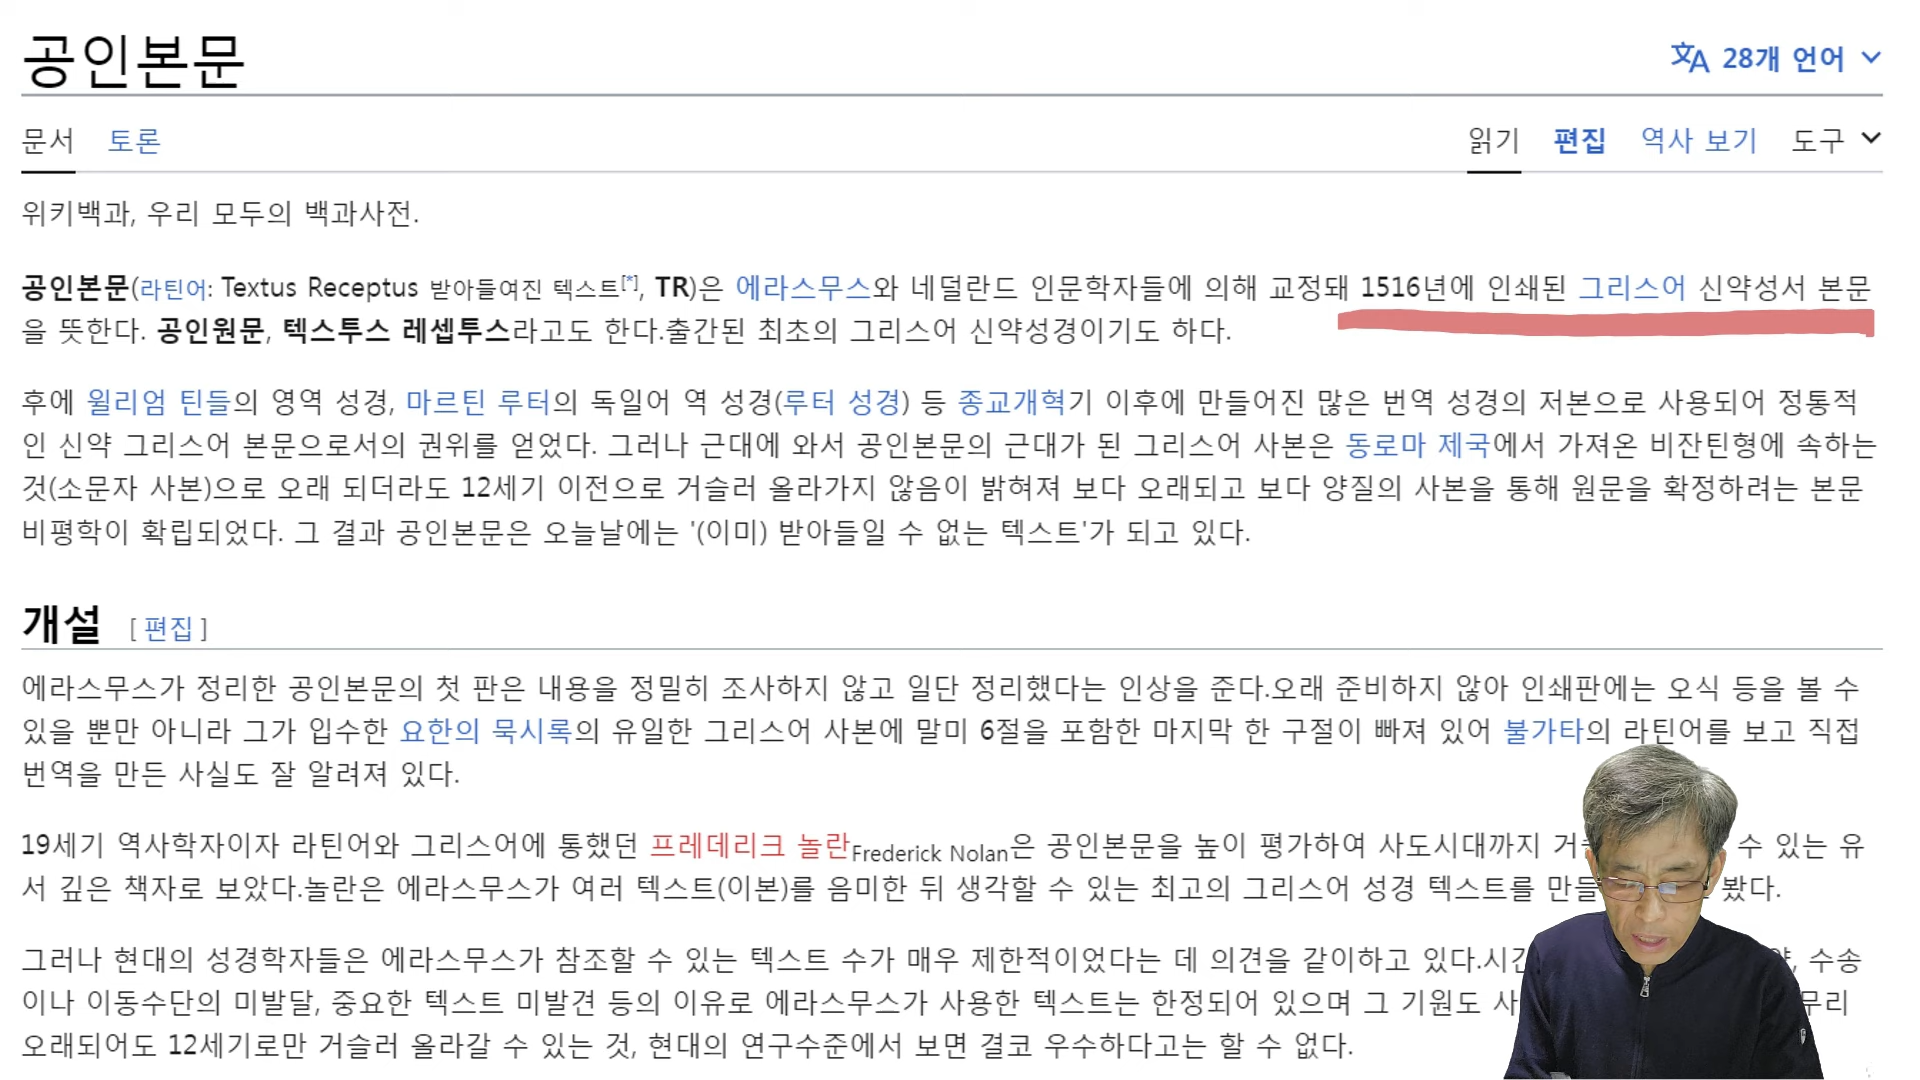 공인본문
28개 언어
문서 토론 읽기 편집 역사 보기 도구
위키백과, 우리 모두의 백과사전.
공인본문(라틴어: Textus Receptus 받아들여진 텍스트[*], TR)은 에라스무스와 네덜란드 인문학자들에 의해 교정돼 1516년에 인쇄된 그리스어 신약성서 본문
을 뜻한다. 공인원문, 텍스투스 레셉투스라고도 한다.출간된 최초의 그리스어 신약성경이기도 하다.
후에 윌리엄 틴들의 영역 성경, 마르틴 루터의 독일어 역 성경(루터 성경) 등 종교개혁기 이후에 만들어진 많은 번역 성경의 저본으로 사용되어 정통적
인 신약 그리스어 본문으로서의 권위를 얻었다. 그러나 근대에 와서 공인본문의 근대가 된 그리스어 사본은 동로마 제국에서 가져온 비잔틴형에 속하는
것(소문자 사본)으로 오래 되더라도 12세기 이전으로 거슬러 올라가지 않음이 밝혀져 보다 오래되고 보다 양질의 사본을 통해 원문을 확정하려는 본문
비평학이 확립되었다. 그 결과 공인본문은 오늘날에는 '(이미) 받아들일 수 없는 텍스트'가 되고 있다.
개설 [ 편집 ]
에라스무스가 정리한 공인본문의 첫 판은 내용을 정밀히 조사하지 않고 일단 정리했다는 인상을 준다.오래 준비하지 않아 인쇄판에는 오식 등을 볼 수
있을 뿐만 아니라 그가 입수한 요한의 묵시록의 유일한 그리스어 사본에 말미 6절을 포함한 마지막 한 구절이 빠져 있어 불가타의 라틴어를 보고 직접
번역을 만든 사실도 잘 알려져 있다.
19세기 역사학자이자 라틴어와 그리스어에 통했던 프레데리크 놀란Frederick Nolan은 공인본문을 높이 평가하여 사도시대까지 수 있는 유
서 깊은 책자로 보았다.놀란은 에라스무스가 여러 텍스트(이본)를 음미한 뒤 생각할 수 있는 최고의 그리스어 성경 텍스트를 봤다.
그러나 현대의 성경학자들은 에라스무스가 참조할 수 있는 텍스트 수가 매우 제한적이었다는 데 의견을 같이하고 있다. 수송
이나 이동수단의 미발달, 중요한 텍스트 미발견 등의 이유로 에라스무스가 사용한 텍스트는 한정되어 있으며 그 기원도
오래되어도 12세기로만 거슬러 올라갈 수 있는 것, 현대의 연구수준에서 보면 결코 우수하다고는 할 수 없다.